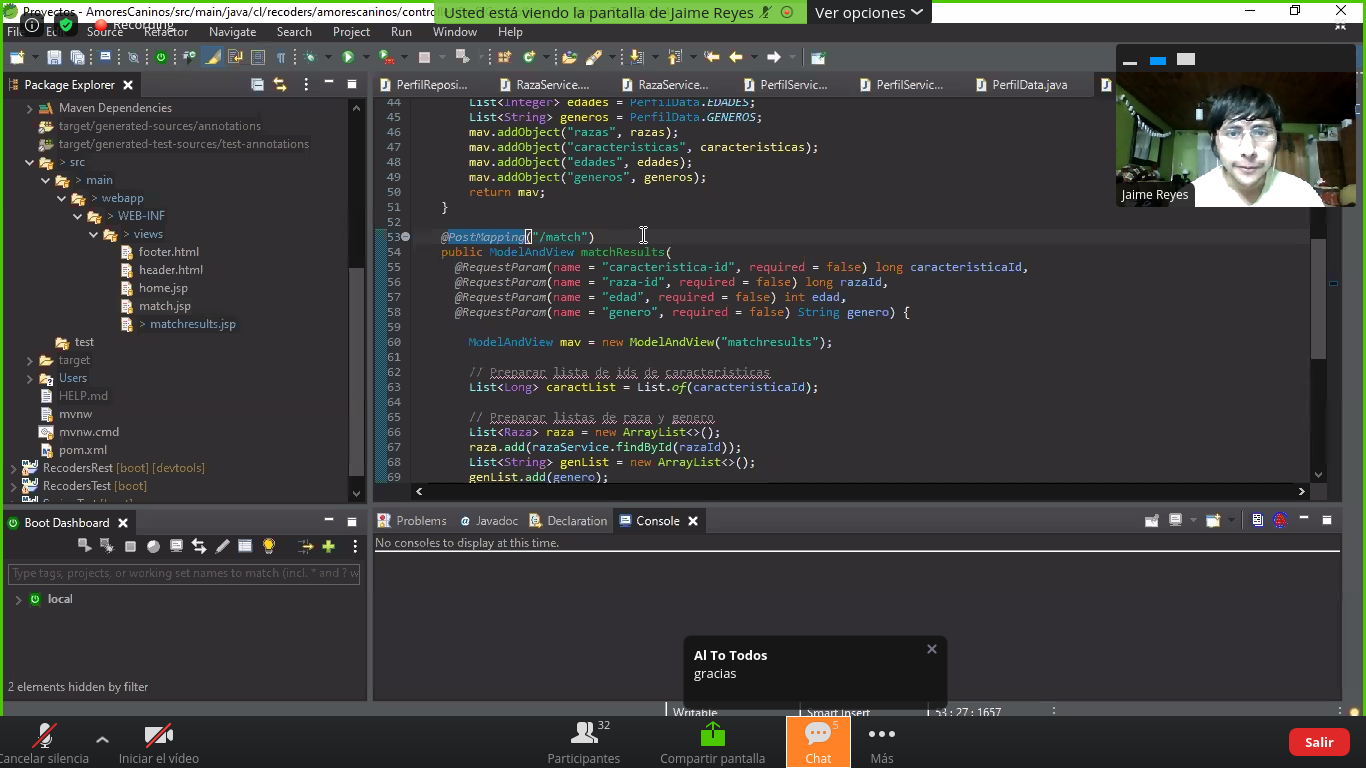 Proyectos - AmoresCaninos/src/main/java/cl/recoders/amorescaninos/contro
Usted está viendo la pantalla de Jaime Reyes
Ver opciones
Recording
Source Refactor Navigate Search Project Run Window Help
Package Explorer
PerfilReposi...
RazaService....
RazaService...
PerfilServic...
PerfilServic...
PerfilData.java
Maven Dependencies
target/generated-sources/annotations
target/generated-test-sources/test-annotations
> src
> main
> webapp
> WEB-INF
> views
footer.html
header.html
home.jsp
match.jsp
> matchresults.jsp
test
target
Users
HELP.md
mvnw
mvnw.cmd
pom.xml
RecodersRest [boot] [devtools]
RecodersTest [boot]
44 List<Integer> edades = PerfilData.EDADES;
45 List<String> generos = PerfilData.GENEROS;
46 mav.addObject("razas", razas);
47 mav.addObject("caracteristicas", caracteristicas);
48 mav.addObject("edades", edades);
49 mav.addObject("generos", generos);
50 return mav;
51 }
52
53 @PostMapping("/match")
54 public ModelAndView matchResults(
55 @RequestParam(name = "caracteristica-id", required = false) long caracteristicaId,
56 @RequestParam(name = "raza-id", required = false) long razaId,
57 @RequestParam(name = "edad", required = false) int edad,
58 @RequestParam(name = "genero", required = false) String genero) {
59
60 ModelAndView mav = new ModelAndView("matchresults");
61
62 // Preparar lista de ids de caracteristicas
63 List<Long> caractList = List.of(caracteristicaId);
64
65 // Preparar listas de raza y genero
66 List<Raza> raza = new ArrayList<>();
67 raza.add(razaService.findById(razaId));
68 List<String> genList = new ArrayList<>();
69 genList.add(genero);
Jaime Reyes
Boot Dashboard
Type tags, projects, or working set names to match (incl. * and ? w
local
2 elements hidden by filter
Problems
Javadoc
Declaration
Console
No consoles to display at this time.
Al To Todos
gracias
Writable
Smart Insert
53 : 27 : 1657
Cancelar silencia
Iniciar el vídeo
32
Participantes
Compartir pantalla
5
Chat
Más
Salir